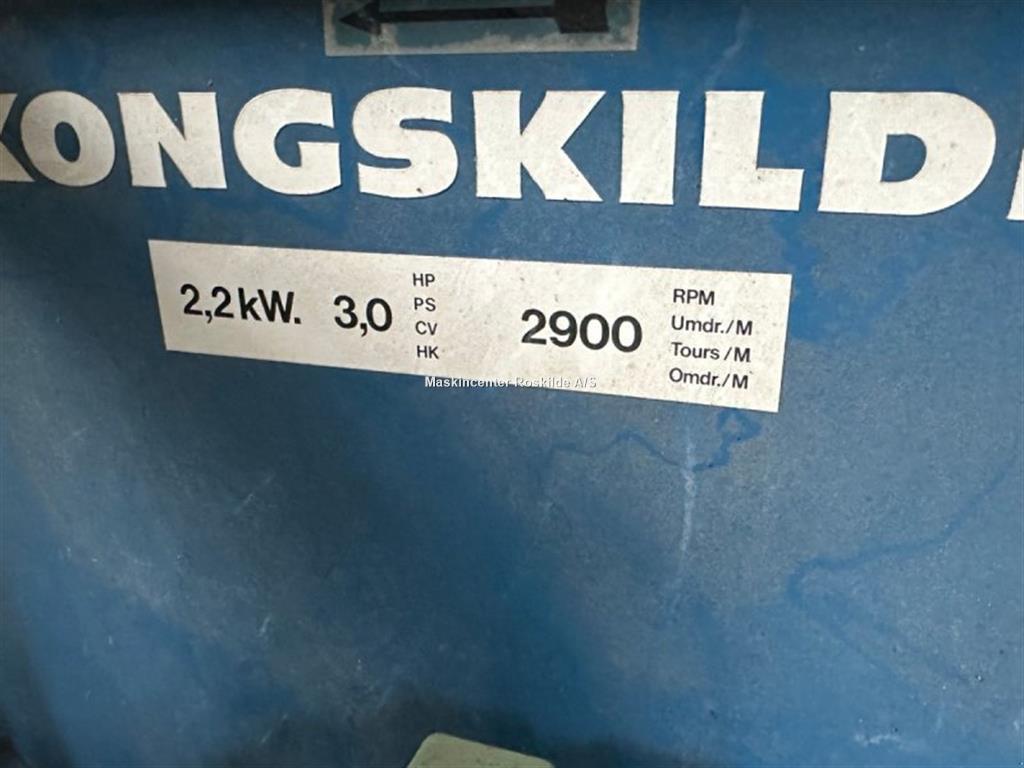 KONGSKILD
2,2 kW. 3,0 HP PS CV HK 2900 RPM Umdr./M Tours/M Omdr./M
Maskincenter Roskilde A/S